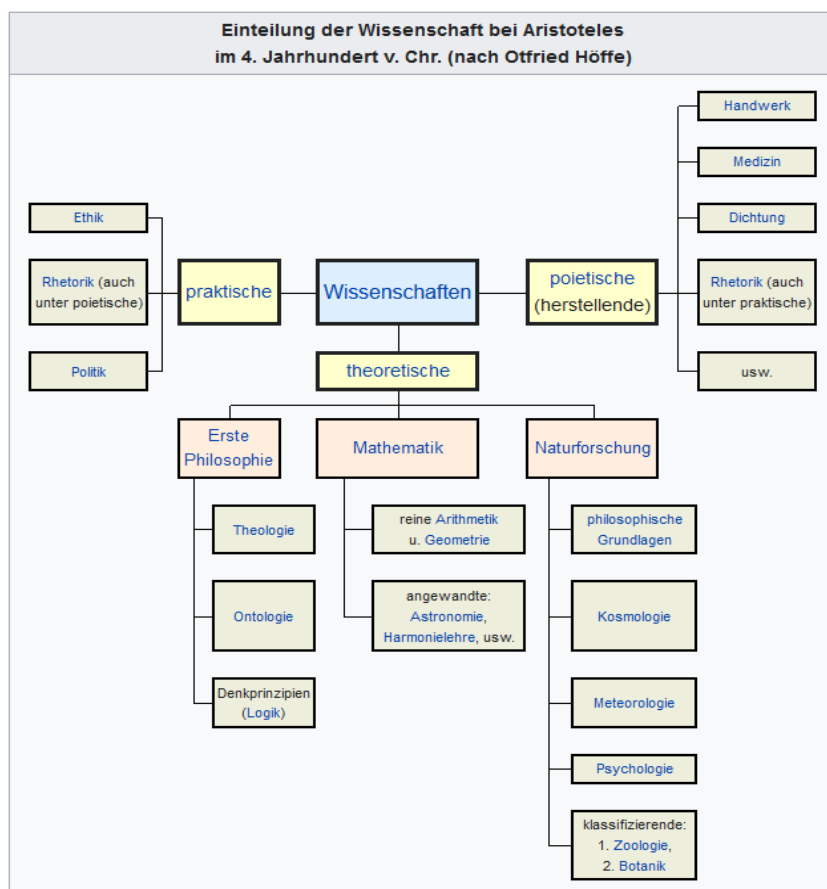 Einteilung der Wissenschaft bei Aristoteles
im 4. Jahrhundert v. Chr. (nach Otfried Höffe)
Handwerk
Medizin
Ethik
Dichtung
Rhetorik (auch
unter poietische)
praktische
Wissenschaften
poietische
(herstellende)
Rhetorik (auch
unter praktische)
Politik
theoretische
usw.
Erste
Philosophie
Mathematik
Naturforschung
Theologie
reine Arithmetik
u. Geometrie
philosophische
Grundlagen
Ontologie
angewandte:
Astronomie,
Harmonielehre, usw.
Kosmologie
Denkprinzipien
(Logik)
Meteorologie
Psychologie
klassifizierende:
1. Zoologie,
2. Botanik